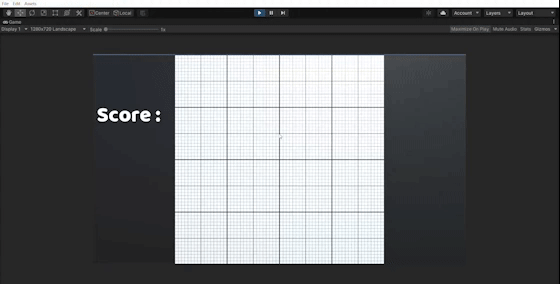 File Edit Assets
Center Local
Account Layers Layout
Game
Display 1 1280x720 Landscape Scale 1x Maximize On Play Mute Audio Stats Gizmos
Score :